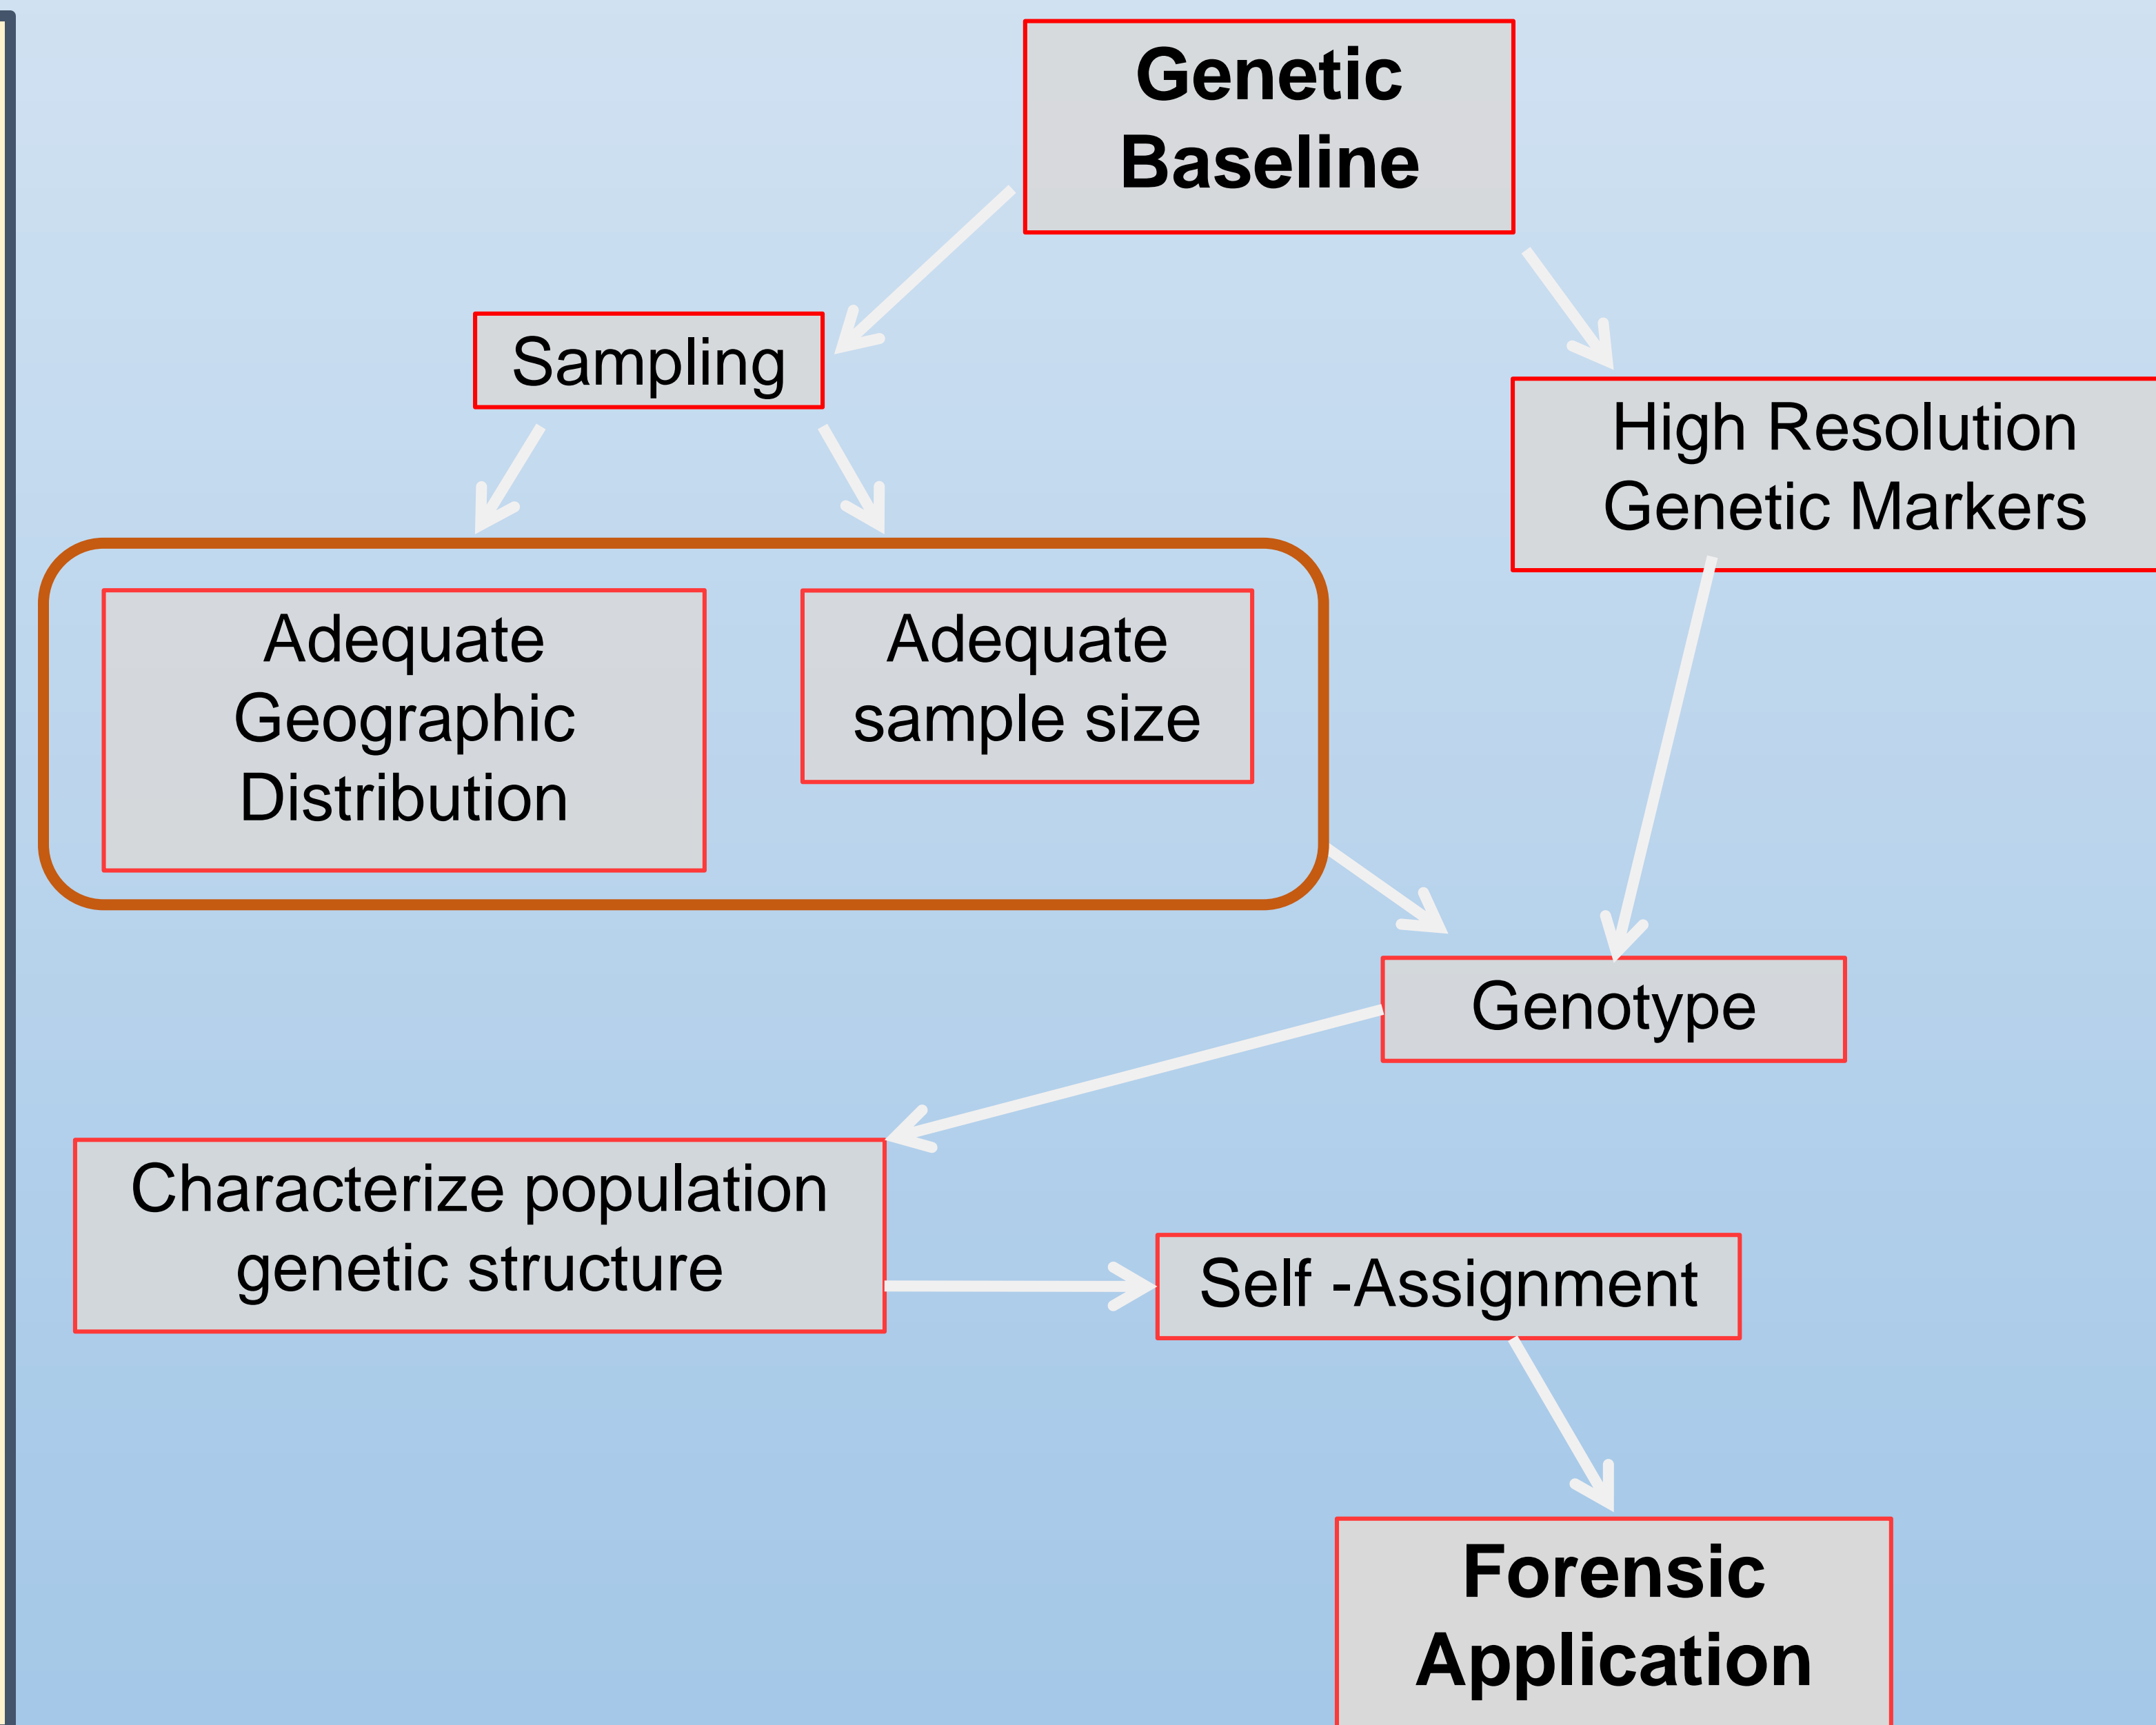 Genetic
Baseline
Sampling
High Resolution
Genetic Markers
Adequate
Geographic
Distribution
Adequate
sample size
Genotype
Characterize population
genetic structure
Self -Assignment
Forensic
Application